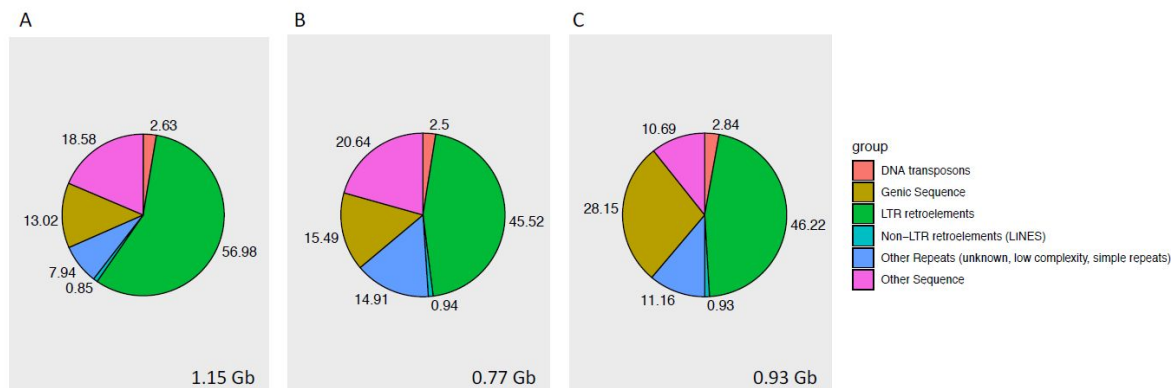 A
2.63
18.58
13.02
7.94
0.85
56.98
1.15 Gb
B
2.5
20.64
15.49
14.91
0.94
45.52
0.77 Gb
C
2.84
10.69
28.15
11.16
0.93
46.22
0.93 Gb
group
DNA transposons
Genic Sequence
LTR retroelements
Non-LTR retroelements (LINES)
Other Repeats (unknown, low complexity, simple repeats)
Other Sequence